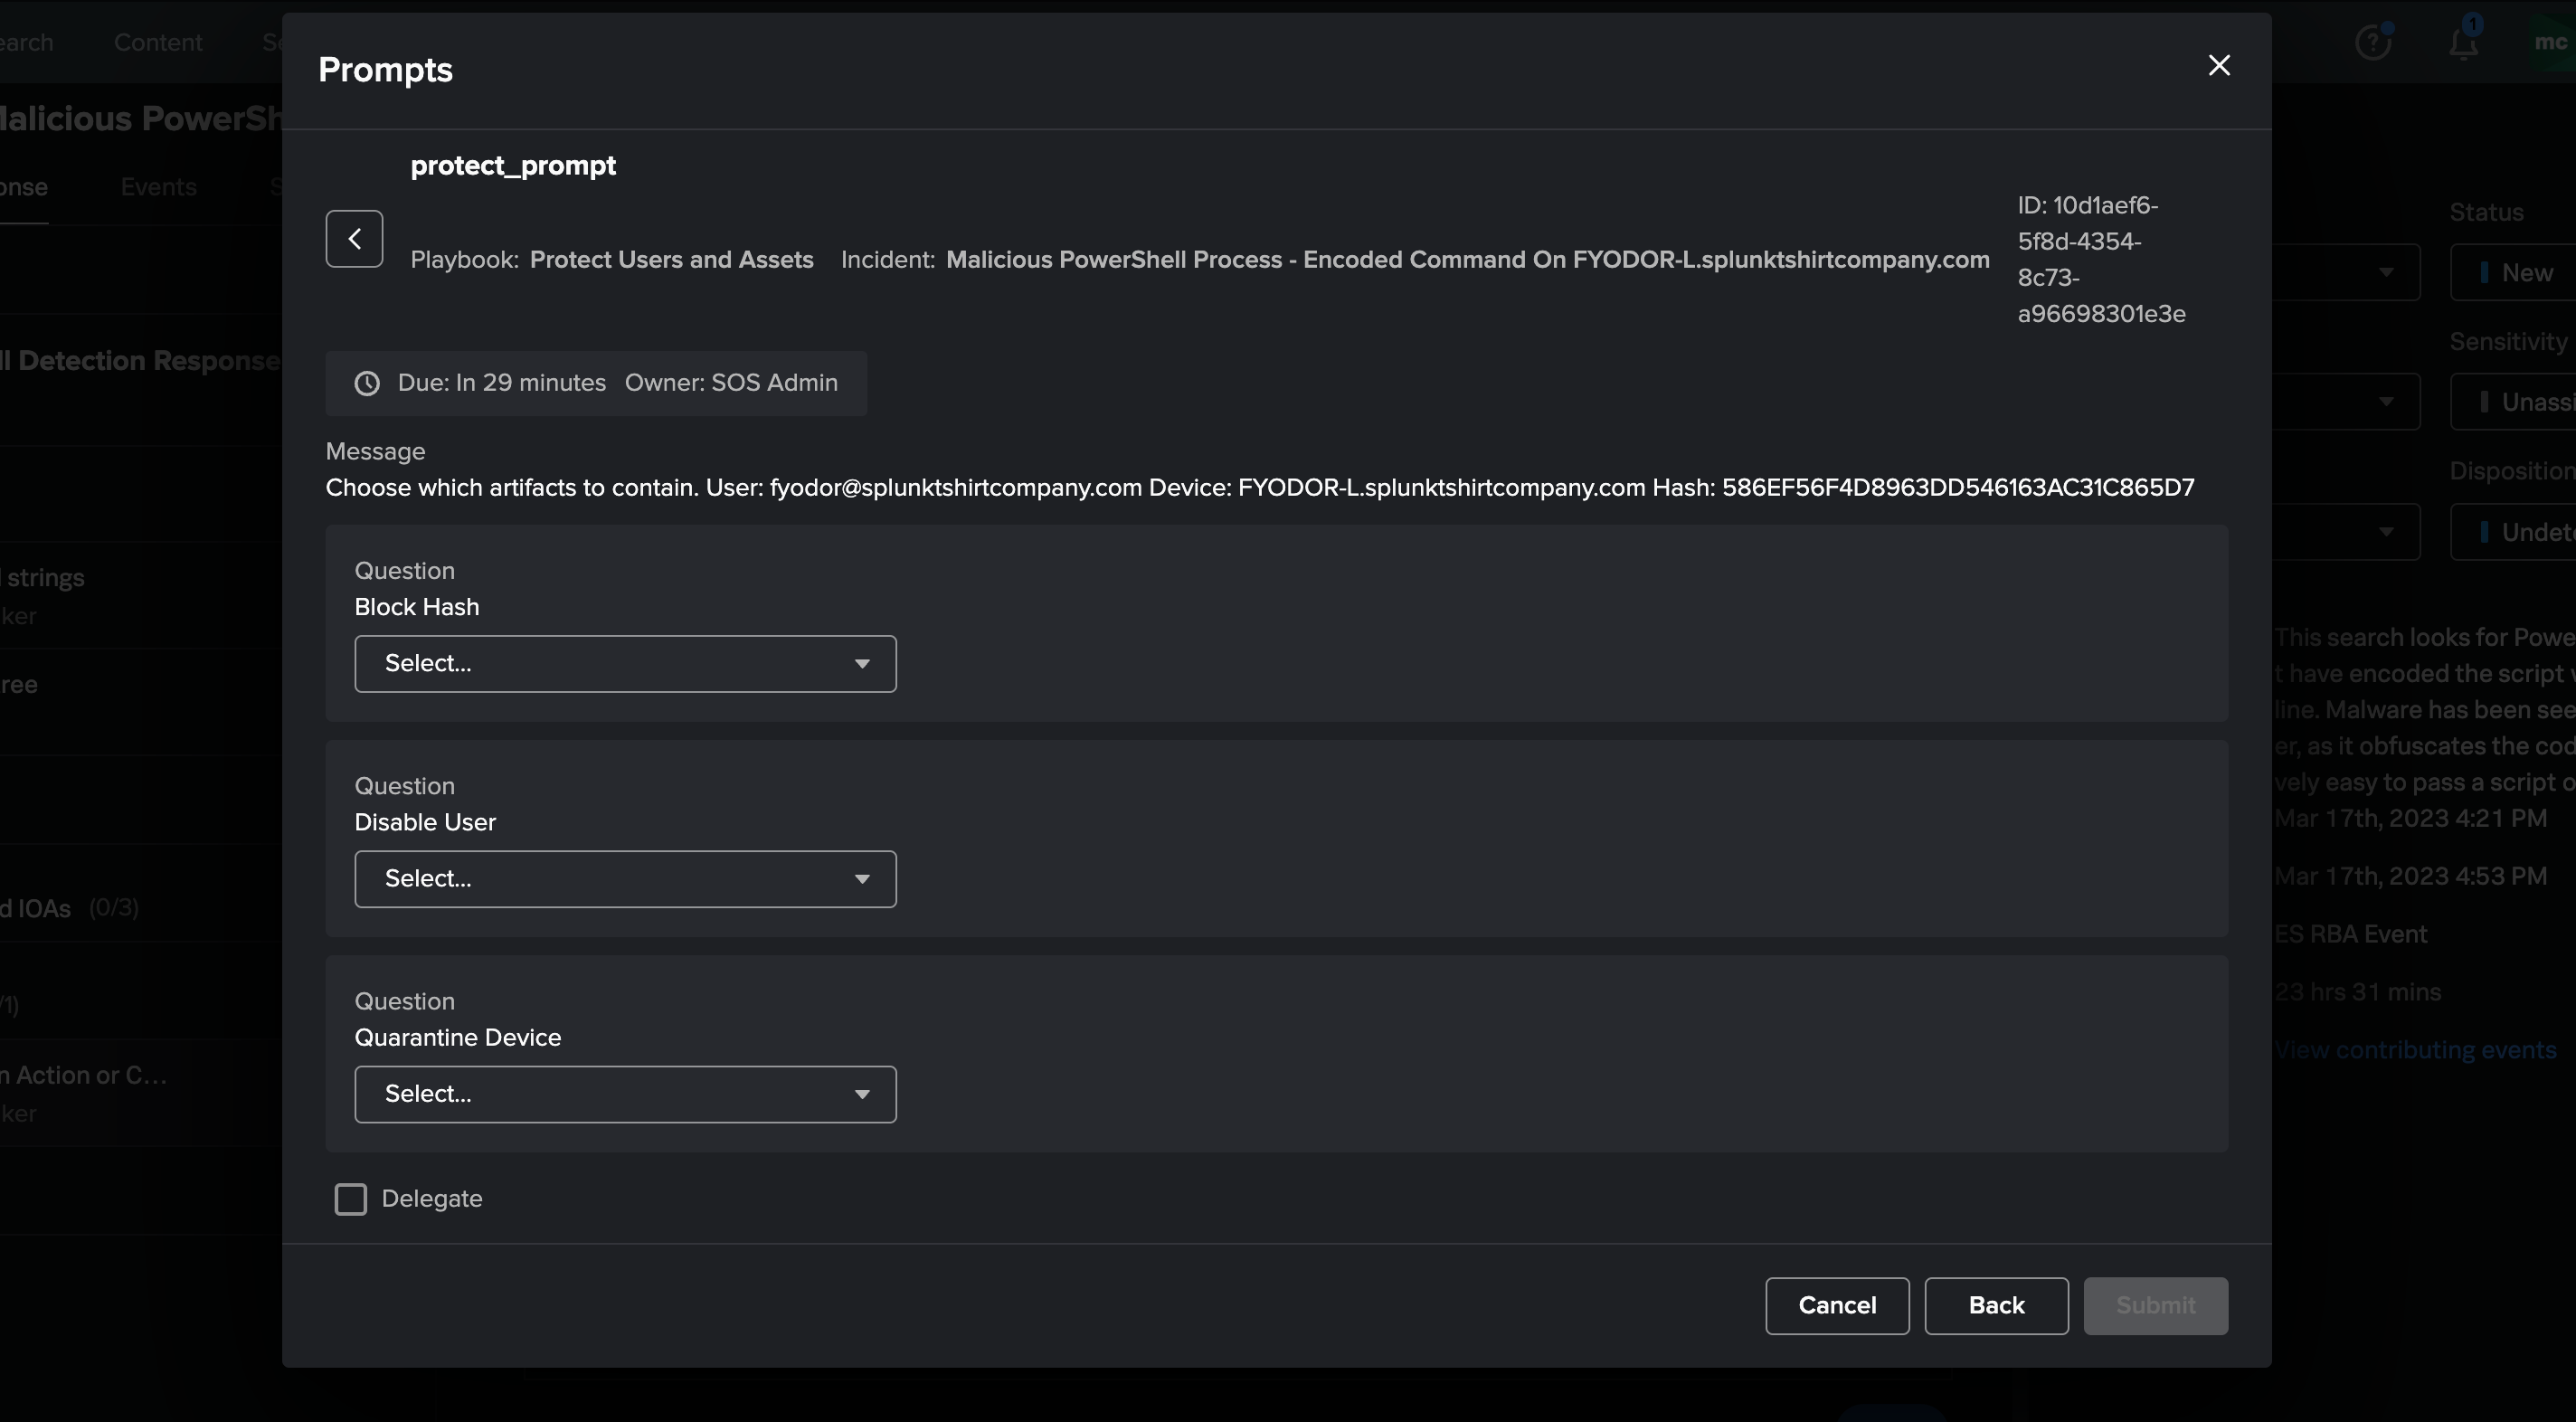 earch Content Se
1
mc
Malicious PowerSh
onse Events S
Prompts
protect_prompt
Playbook: Protect Users and Assets Incident: Malicious PowerShell Process - Encoded Command On FYODOR-L.splunktshirtcompany.com
ID: 10d1aef6-
5f8d-4354-
8c73-
a96698301e3e
Due: In 29 minutes Owner: SOS Admin
Message
Choose which artifacts to contain. User: fyodor@splunktshirtcompany.com Device: FYODOR-L.splunktshirtcompany.com Hash: 586EF56F4D8963DD546163AC31C865D7
Question
Block Hash
Select...
Question
Disable User
Select...
Question
Quarantine Device
Select...
Delegate
Cancel Back Submit
ll Detection Response
l strings
ker
ree
d IOAs (0/3)
/1)
n Action or C...
ker
Status
New
Sensitivity
Unassi
Disposition
Undete
This search looks for Powe
t have encoded the script w
line. Malware has been see
er, as it obfuscates the cod
vely easy to pass a script o
Mar 17th, 2023 4:21 PM
Mar 17th, 2023 4:53 PM
ES RBA Event
23 hrs 31 mins
View contributing events